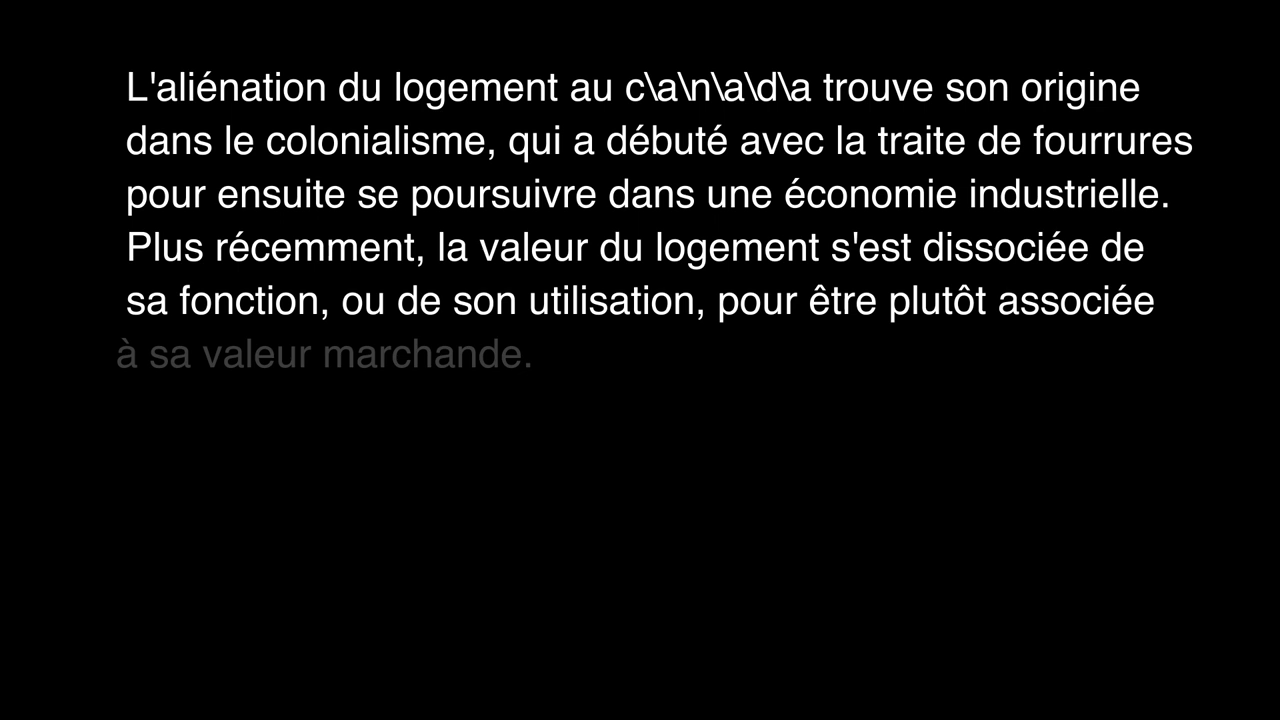 L'aliénation du logement au c\a\n\a\d\a trouve son origine
dans le colonialisme, qui a débuté avec la traite de fourrures
pour ensuite se poursuivre dans une économie industrielle.
Plus récemment, la valeur du logement s'est dissociée de
sa fonction, ou de son utilisation, pour être plutôt associée
à sa valeur marchande.